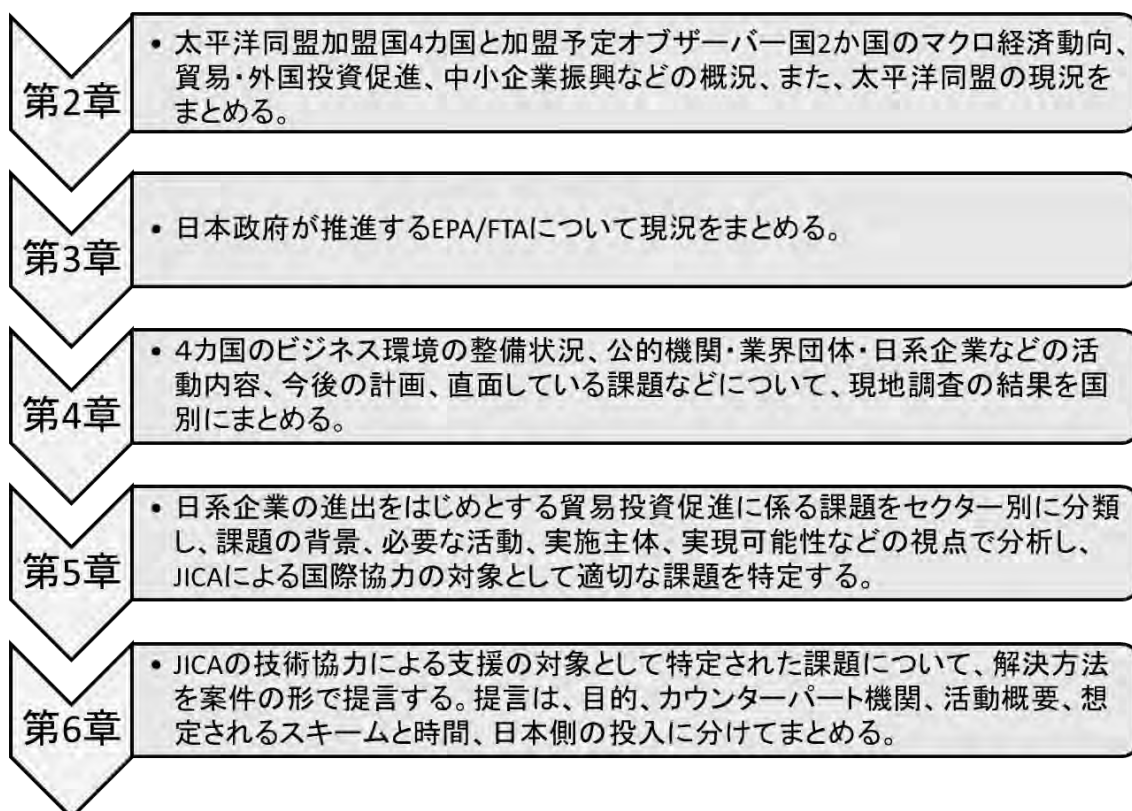 第2章
• 太平洋同盟加盟国4カ国と加盟予定オブザーバー国2か国のマクロ経済動向、
貿易・外国投資促進、中小企業振興などの概況、また、太平洋同盟の現況を
まとめる。
第3章
• 日本政府が推進するEPA/FTAについて現況をまとめる。
第4章
• 4カ国のビジネス環境の整備状況、公的機関・業界団体・日系企業などの活
動内容、今後の計画、直面している課題などについて、現地調査の結果を国
別にまとめる。
第5章
• 日系企業の進出をはじめとする貿易投資促進に係る課題をセクター別に分類
し、課題の背景、必要な活動、実施主体、実現可能性などの視点で分析し、
JICAによる国際協力の対象として適切な課題を特定する。
第6章
• JICAの技術協力による支援の対象として特定された課題について、解決方法
を案件の形で提言する。提言は、目的、カウンターパート機関、活動概要、想
定されるスキームと時間、日本側の投入に分けてまとめる。